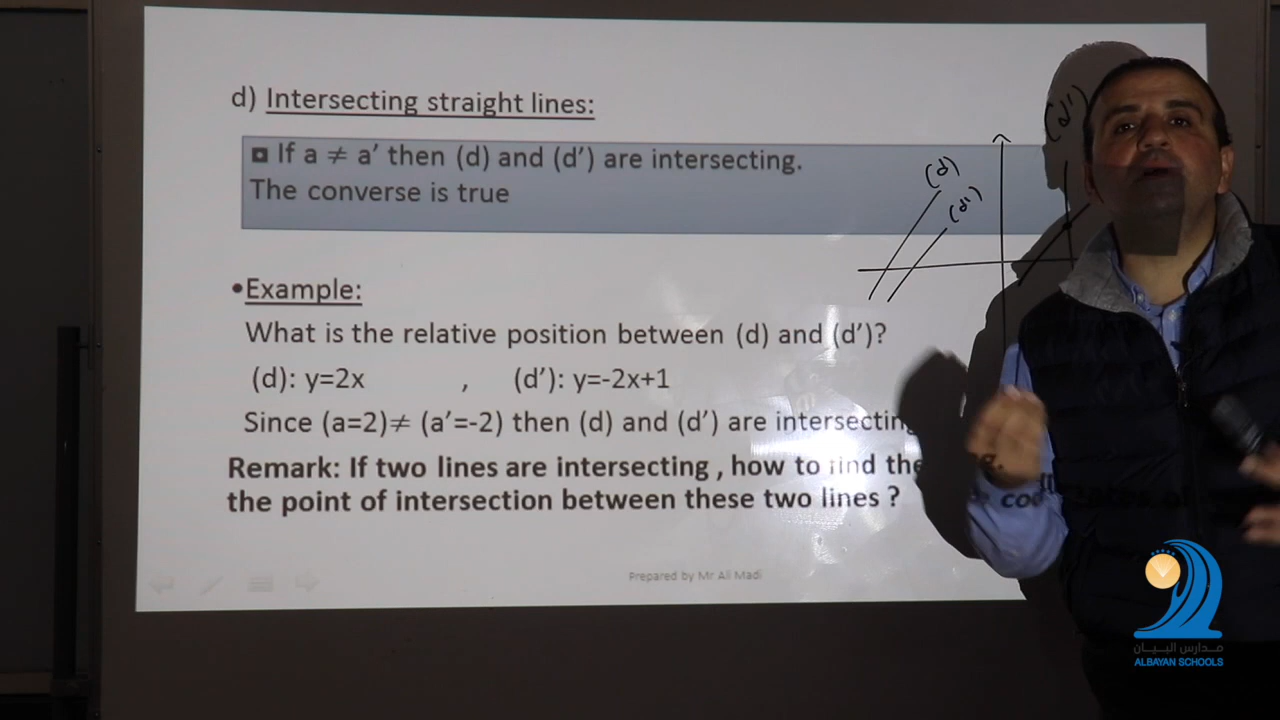 d) Intersecting straight lines:
◘ If a ≠ a' then (d) and (d') are intersecting.
The converse is true
•Example:
What is the relative position between (d) and (d')?
(d): y=2x , (d'): y=-2x+1
Since (a=2)≠ (a'=-2) then (d) and (d') are intersecting.
Remark: If two lines are intersecting , how to find the coordinates of
the point of intersection between these two lines ?
Prepared by Mr Ali Madi
(d)
(d')
(d')
مدارس البيان
ALBAYAN SCHOOLS